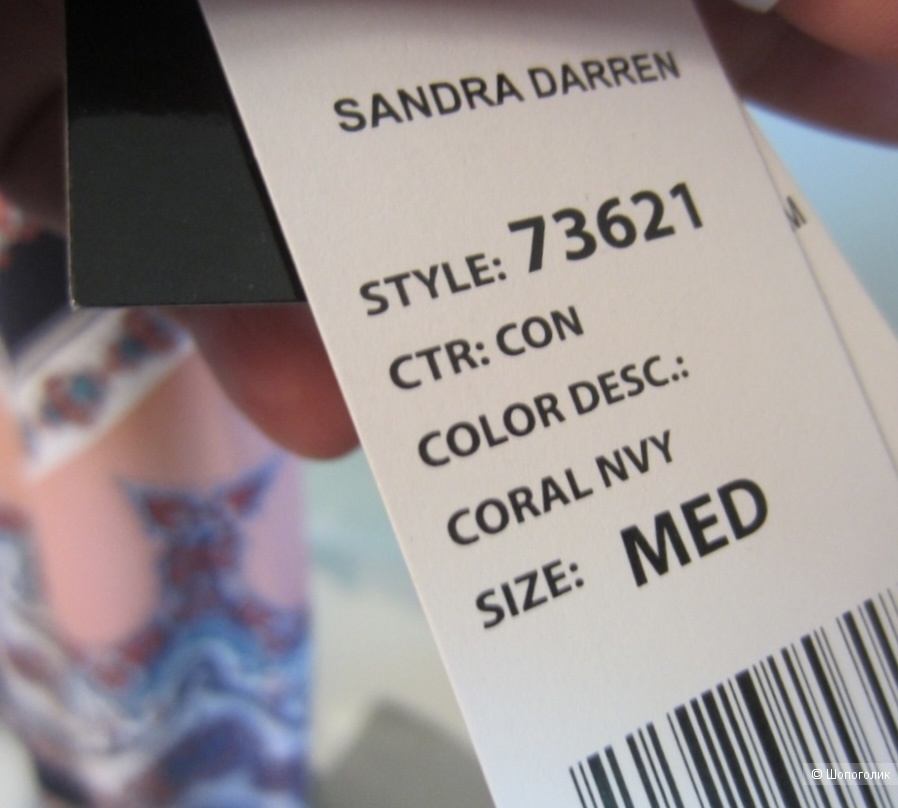 SANDRA DARREN
STYLE: 73621
CTR: CON
COLOR DESC.:
CORAL NVY
SIZE: MED
M
© Шопоголик